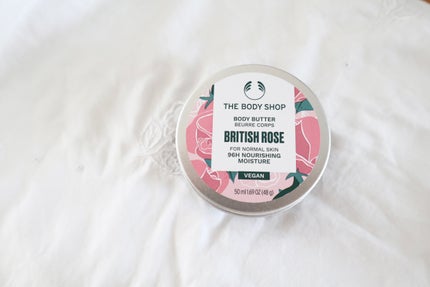 THE BODY SHOP
BODY BUTTER
BEURRE CORPS
BRITISH ROSE
FOR NORMAL SKIN
96H NOURISHING
MOISTURE
VEGAN
50 ml 1.69 OZ (48 g)